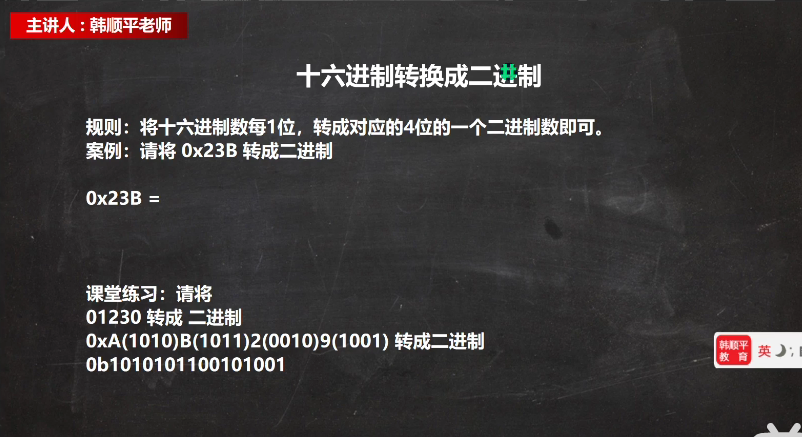 主讲人：韩顺平老师
十六进制转换成二进制
规则：将十六进制数每1位，转成对应的4位的一个二进制数即可。
案例：请将 0x23B 转成二进制
0x23B =
课堂练习：请将
01230 转成 二进制
0xA(1010)B(1011)2(0010)9(1001) 转成二进制
0b1010101100101001
韩顺平
教 育
英